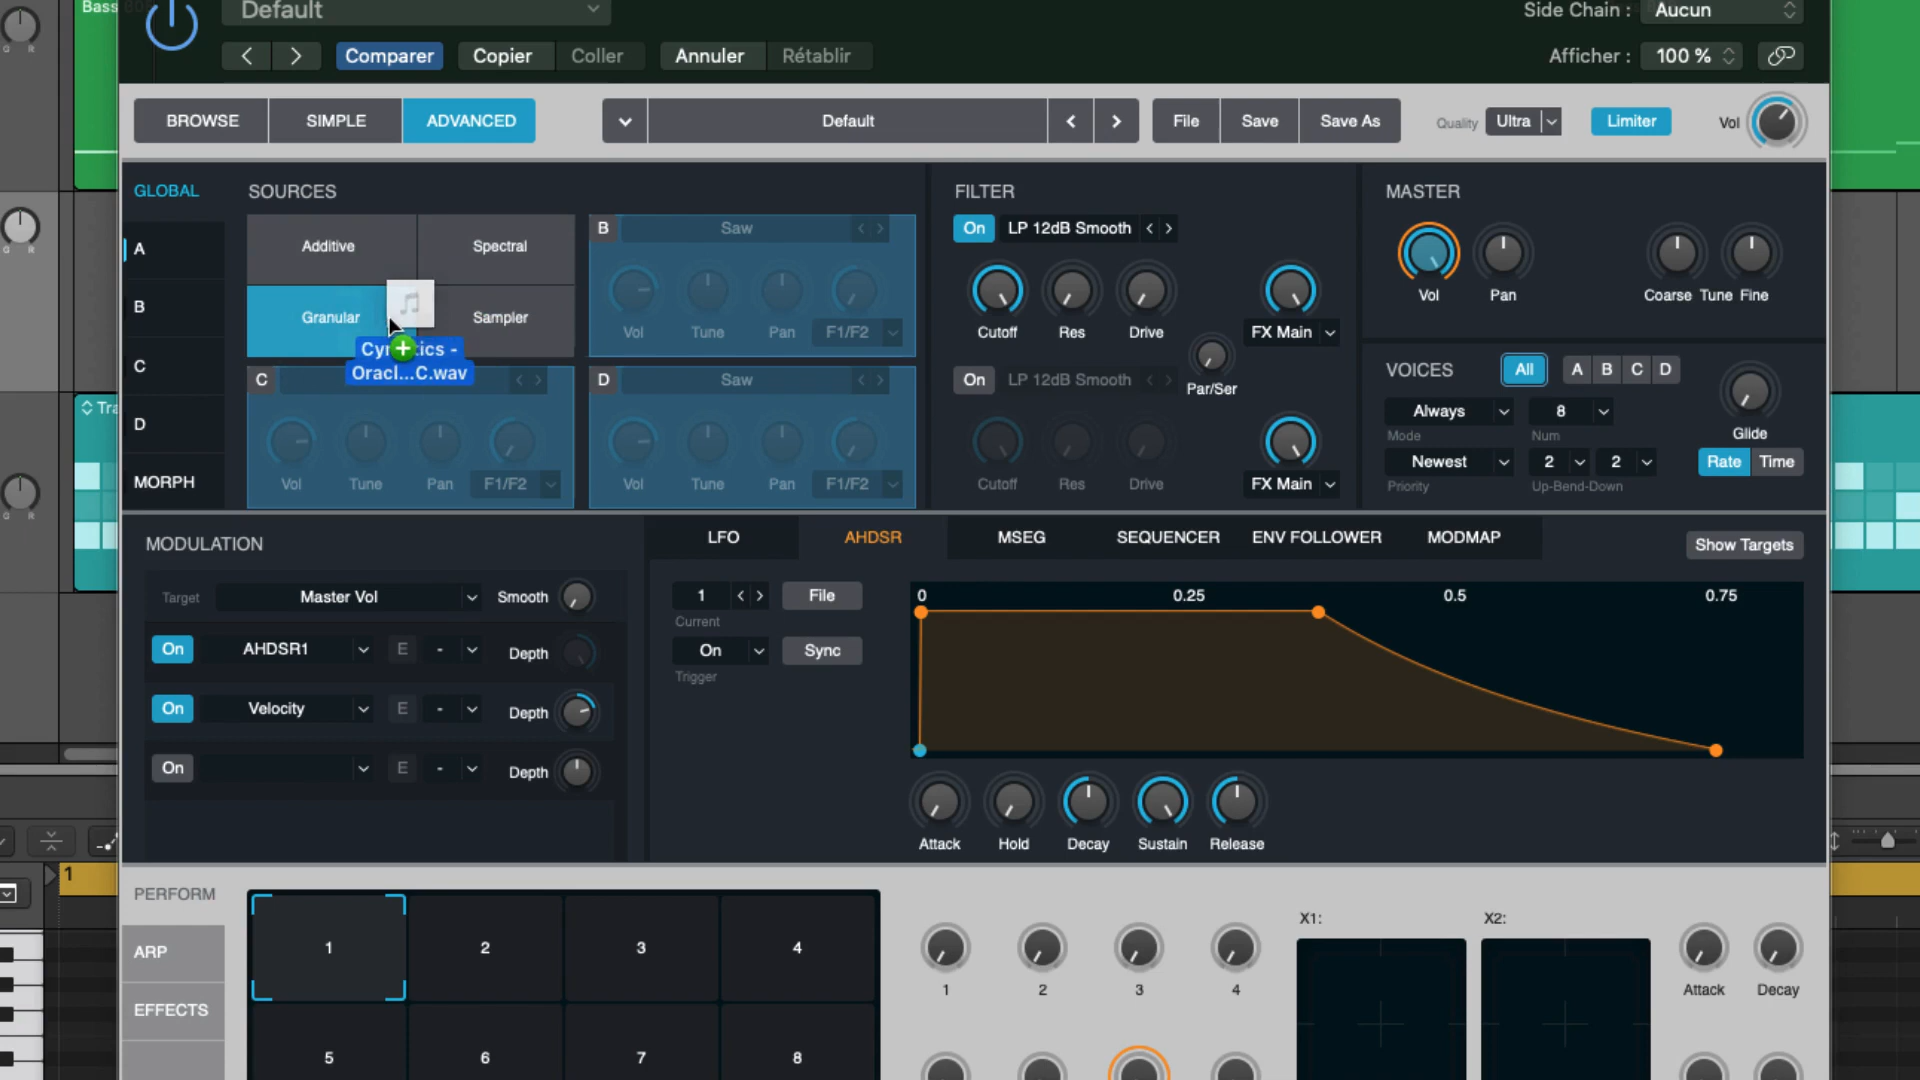 Bass
Default
Side Chain : Aucun
Comparer Copier Coller Annuler Rétablir
Afficher : 100 %
BROWSE SIMPLE ADVANCED
Default
File Save Save As
Quality Ultra Limiter Vol
GLOBAL
A
B
C
D
MORPH
SOURCES
Additive Spectral
Granular Sampler
Oracl...C.wav
B Saw
Vol Tune Pan F1/F2
C
Vol Tune Pan F1/F2
D Saw
Vol Tune Pan F1/F2
FILTER
On LP 12dB Smooth
Cutoff Res Drive FX Main
Par/Ser
On LP 12dB Smooth
Cutoff Res Drive FX Main
MASTER
Vol Pan Coarse Tune Fine
VOICES All A B C D
Always 8
Mode Num
Glide
Newest 2 2
Priority Up-Bend-Down
Rate Time
MODULATION
Target Master Vol Smooth
On AHDSR1 E - Depth
On Velocity E - Depth
On E - Depth
LFO AHDSR MSEG SEQUENCER ENV FOLLOWER MODMAP
Show Targets
1 File
Current
On Sync
Trigger
0 0.25 0.5 0.75
Attack Hold Decay Sustain Release
1
PERFORM
ARP
EFFECTS
1 2 3 4
5 6 7 8
1 2 3 4
X1: X2:
Attack Decay
G R
G R
G R